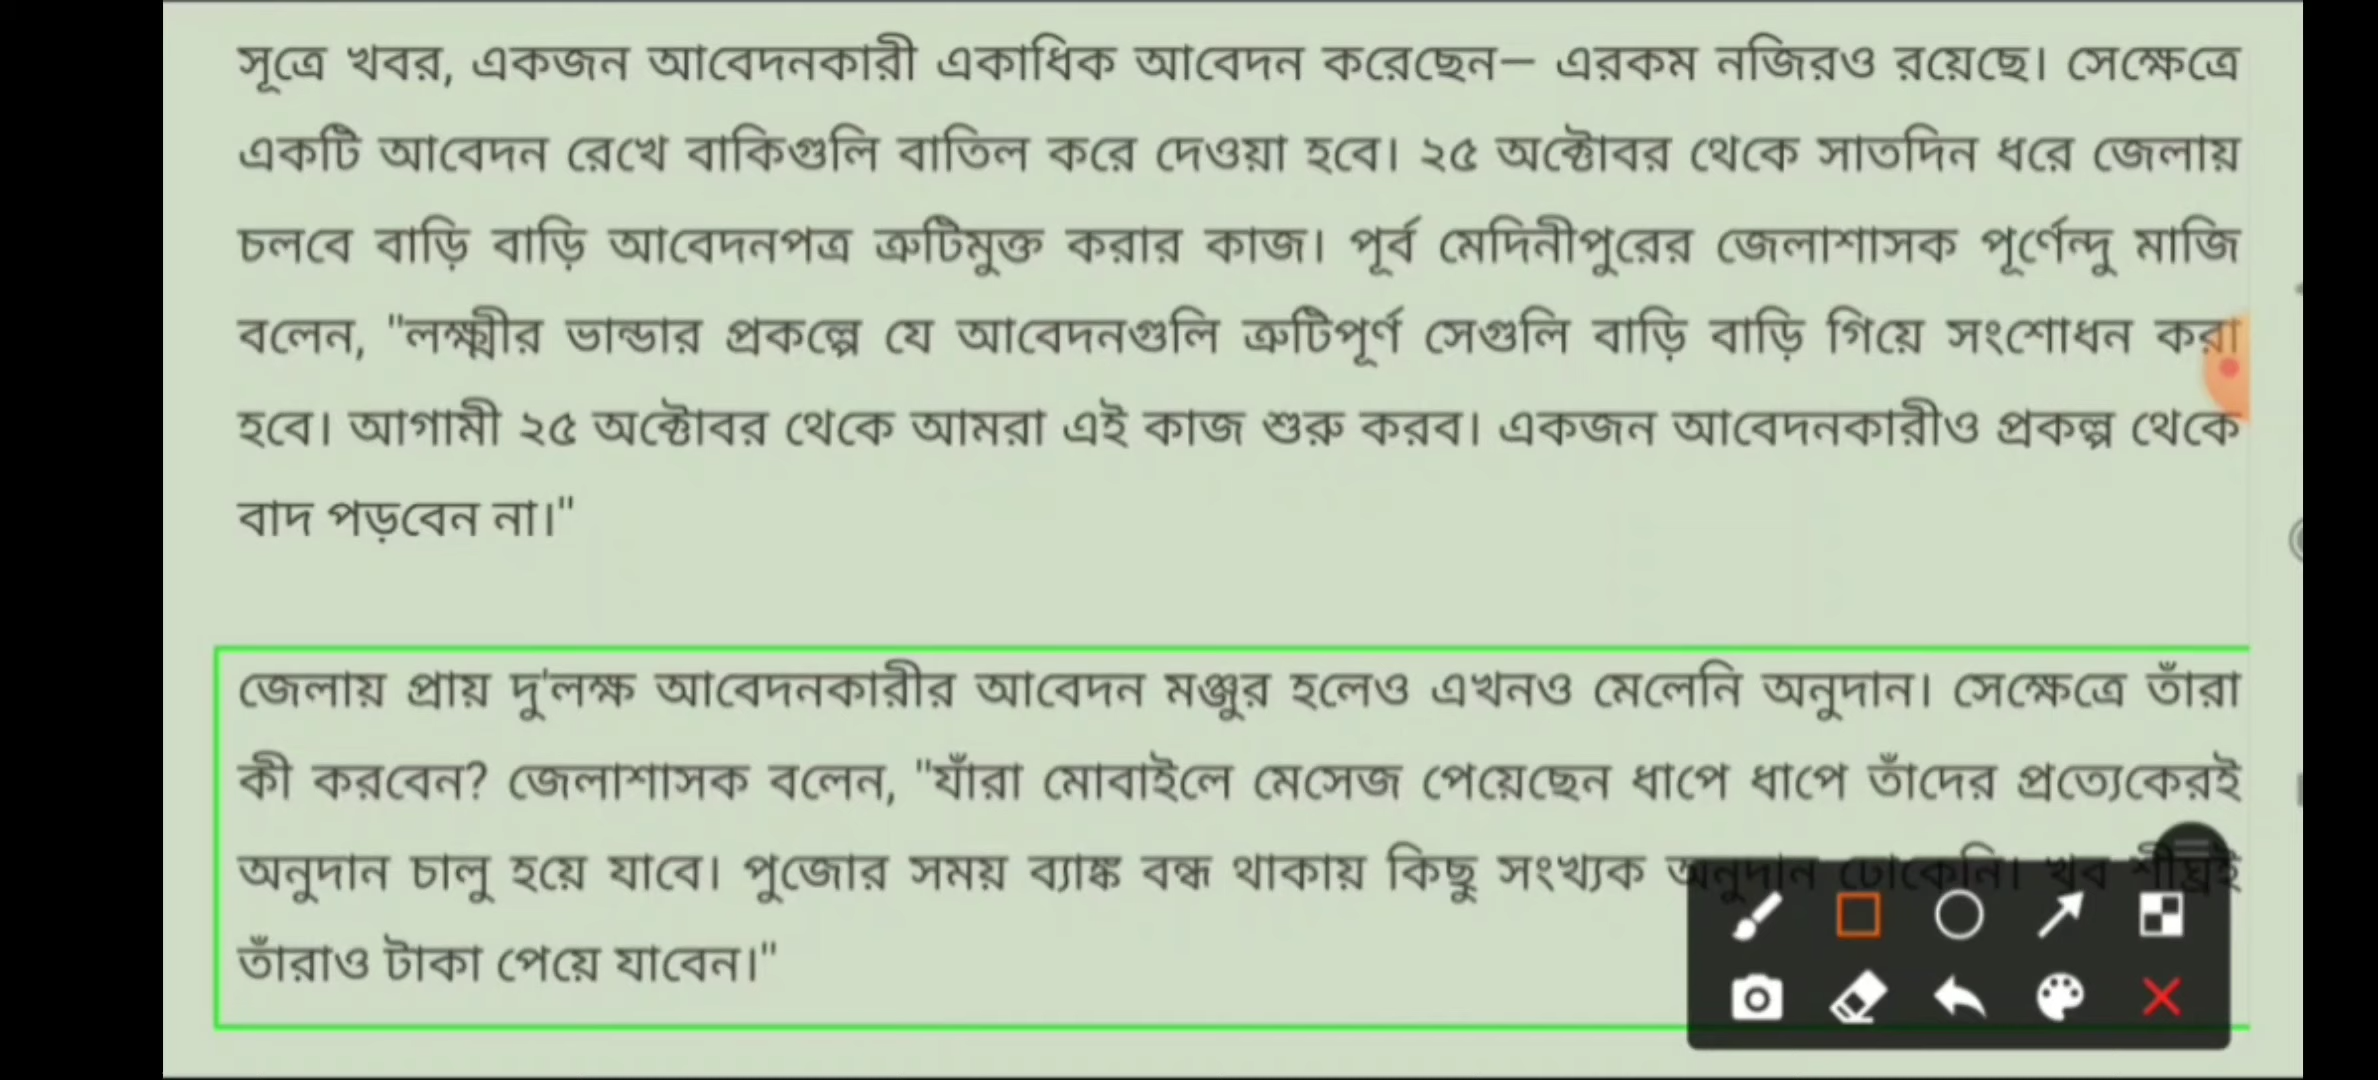 সূত্রে খবর, একজন আবেদনকারী একাধিক আবেদন করেছেন— এরকম নজিরও রয়েছে। সেক্ষেত্রে
একটি আবেদন রেখে বাকিগুলি বাতিল করে দেওয়া হবে। ২৫ অক্টোবর থেকে সাতদিন ধরে জেলায়
চলবে বাড়ি বাড়ি আবেদনপত্র ত্রুটিমুক্ত করার কাজ। পূর্ব মেদিনীপুরের জেলাশাসক পূর্ণেন্দু মাজি
বলেন, "লক্ষ্মীর ভান্ডার প্রকল্পে যে আবেদনগুলি ত্রুটিপূর্ণ সেগুলি বাড়ি বাড়ি গিয়ে সংশোধন করা
হবে। আগামী ২৫ অক্টোবর থেকে আমরা এই কাজ শুরু করব। একজন আবেদনকারীও প্রকল্প থেকে
বাদ পড়বেন না।"
জেলায় প্রায় দু'লক্ষ আবেদনকারীর আবেদন মঞ্জুর হলেও এখনও মেলেনি অনুদান। সেক্ষেত্রে তাঁরা
কী করবেন? জেলাশাসক বলেন, "যাঁরা মোবাইলে মেসেজ পেয়েছেন ধাপে ধাপে তাঁদের প্রত্যেকেরই
অনুদান চালু হয়ে যাবে। পুজোর সময় ব্যাঙ্ক বন্ধ থাকায় কিছু সংখ্যক অনুদান ঢোকেনি। খুব শীঘ্রই
তাঁরাও টাকা পেয়ে যাবেন।"